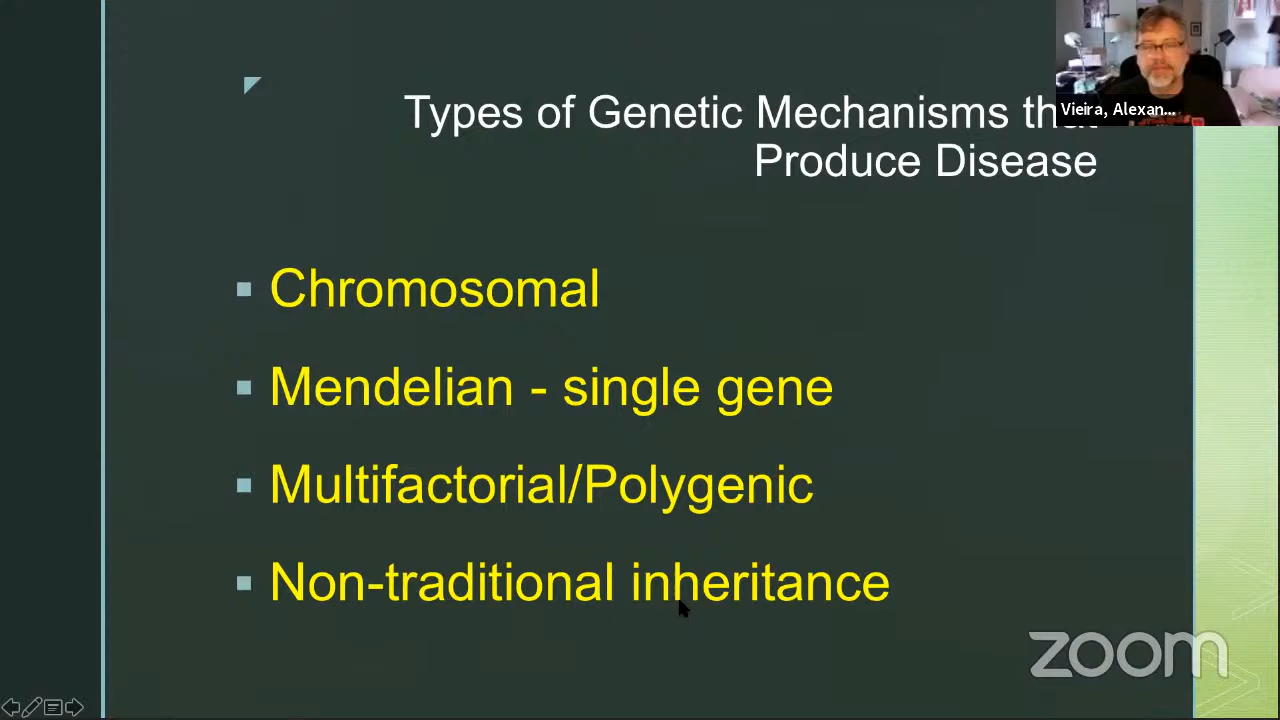 Types of Genetic Mechanisms that
Produce Disease
Vieira, Alexan...
Chromosomal
Mendelian - single gene
Multifactorial/Polygenic
Non-traditional inheritance
zoom